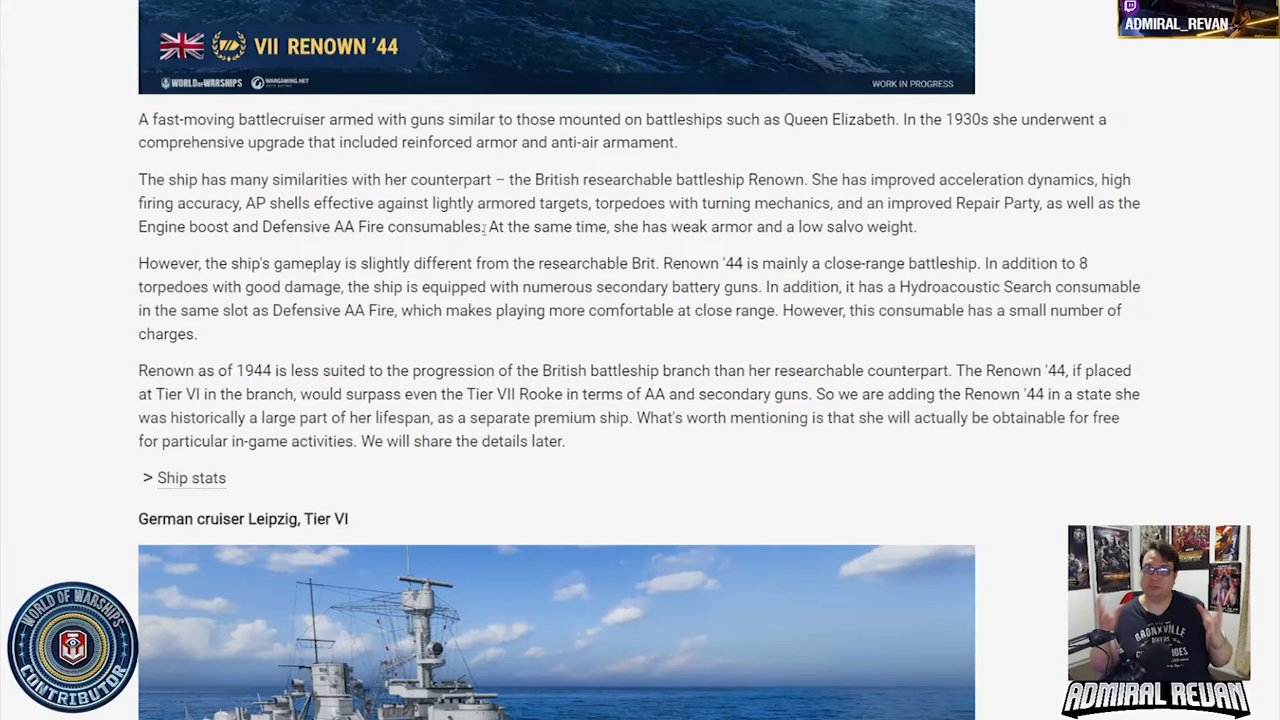 ADMIRAL_REVAN
VII RENOWN '44
WORLD OF WARSHIPS
WARGAMING.NET
WORK IN PROGRESS
A fast-moving battlecruiser armed with guns similar to those mounted on battleships such as Queen Elizabeth. In the 1930s she underwent a
comprehensive upgrade that included reinforced armor and anti-air armament.
The ship has many similarities with her counterpart – the British researchable battleship Renown. She has improved acceleration dynamics, high
firing accuracy, AP shells effective against lightly armored targets, torpedoes with turning mechanics, and an improved Repair Party, as well as the
Engine boost and Defensive AA Fire consumables. At the same time, she has weak armor and a low salvo weight.
However, the ship's gameplay is slightly different from the researchable Brit. Renown '44 is mainly a close-range battleship. In addition to 8
torpedoes with good damage, the ship is equipped with numerous secondary battery guns. In addition, it has a Hydroacoustic Search consumable
in the same slot as Defensive AA Fire, which makes playing more comfortable at close range. However, this consumable has a small number of
charges.
Renown as of 1944 is less suited to the progression of the British battleship branch than her researchable counterpart. The Renown '44, if placed
at Tier VI in the branch, would surpass even the Tier VII Rooke in terms of AA and secondary guns. So we are adding the Renown '44 in a state she
was historically a large part of her lifespan, as a separate premium ship. What's worth mentioning is that she will actually be obtainable for free
for particular in-game activities. We will share the details later.
> Ship stats
German cruiser Leipzig, Tier VI
WORLD OF WARSHIPS
CONTRIBUTOR
BRONXVILLE
BIKERS
ADMIRAL REVAN